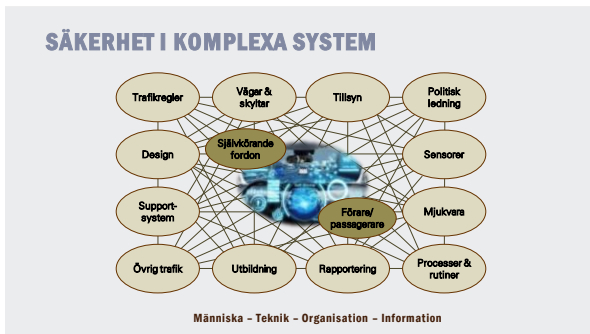 SÄKERHET I KOMPLEXA SYSTEM
Trafikregler
Vägar &
skyltar
Tillsyn
Politisk
ledning
Design
Självkörande
fordon
Sensorer
Support-
system
Förare/
passagerare
Mjukvara
Övrig trafik
Utbildning
Rapportering
Processer &
rutiner
Människa – Teknik – Organisation – Information